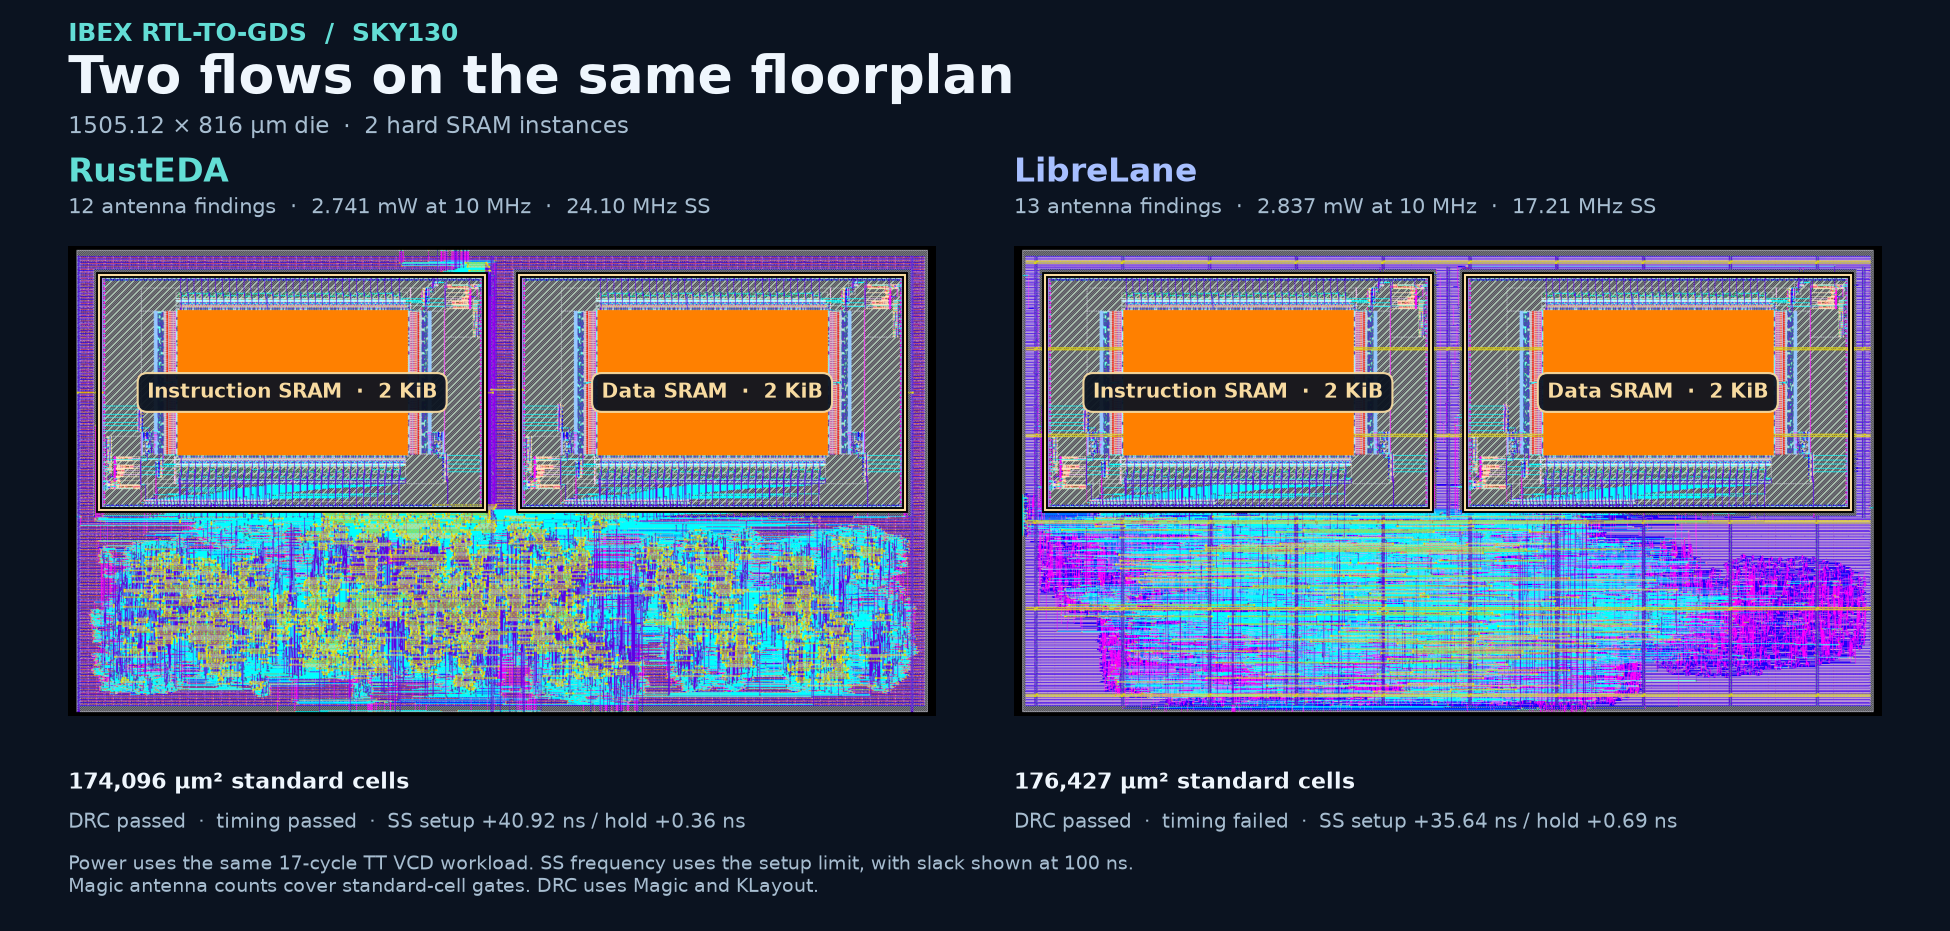 IBEX RTL-TO-GDS / SKY130
Two flows on the same floorplan
1505.12 × 816 µm die · 2 hard SRAM instances
RustEDA
12 antenna findings · 2.741 mW at 10 MHz · 24.10 MHz SS
Instruction SRAM · 2 KiB
Data SRAM · 2 KiB
174,096 µm² standard cells
DRC passed · timing passed · SS setup +40.92 ns / hold +0.36 ns
LibreLane
13 antenna findings · 2.837 mW at 10 MHz · 17.21 MHz SS
Instruction SRAM · 2 KiB
Data SRAM · 2 KiB
176,427 µm² standard cells
DRC passed · timing failed · SS setup +35.64 ns / hold +0.69 ns
Power uses the same 17-cycle TT VCD workload. SS frequency uses the setup limit, with slack shown at 100 ns.
Magic antenna counts cover standard-cell gates. DRC uses Magic and KLayout.